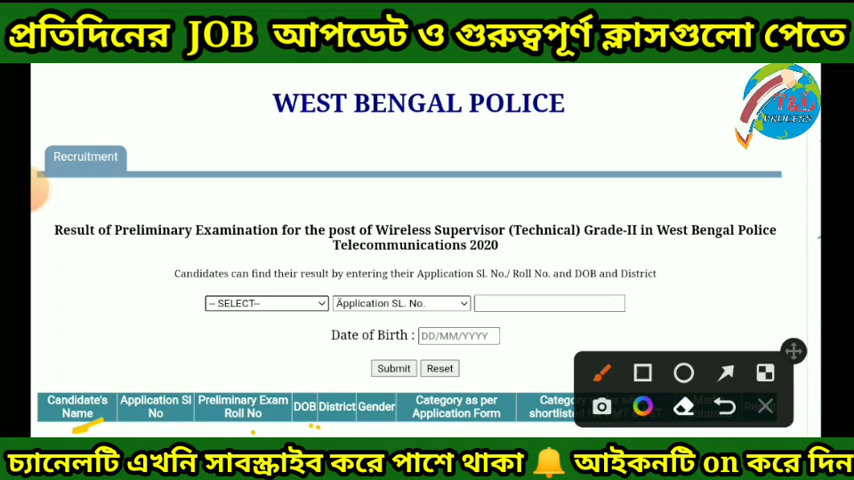 প্রতিদিনের JOB আপডেট ও গুরুত্বপূর্ণ ক্লাসগুলো পেতে
T&L
PROCESS
WEST BENGAL POLICE
Recruitment
Result of Preliminary Examination for the post of Wireless Supervisor (Technical) Grade-II in West Bengal Police
Telecommunications 2020
Candidates can find their result by entering their Application Sl. No./ Roll No. and DOB and District
-- SELECT-- Application SL. No.
Date of Birth : DD/MM/YYYY
Submit Reset
Candidate's Application Sl Preliminary Exam DOB District Gender Category as per
Name No Roll No Application Form shortlisted
চ্যানেলটি এখনি সাবস্ক্রাইব করে পাশে থাকা 🔔 আইকনটি on করে দিন